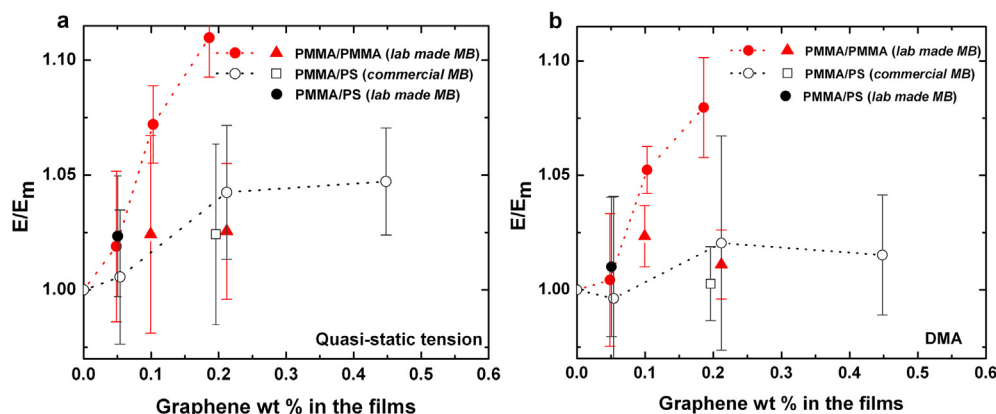 a
PMMA/PMMA (lab made MB)
PMMA/PS (commercial MB)
PMMA/PS (lab made MB)
1.10
1.05
1.00
E/Em
Quasi-static tension
0.0 0.1 0.2 0.3 0.4 0.5 0.6
Graphene wt % in the films
b
PMMA/PMMA (lab made MB)
PMMA/PS (commercial MB)
PMMA/PS (lab made MB)
1.10
1.05
1.00
E/Em
DMA
0.0 0.1 0.2 0.3 0.4 0.5 0.6
Graphene wt % in the films